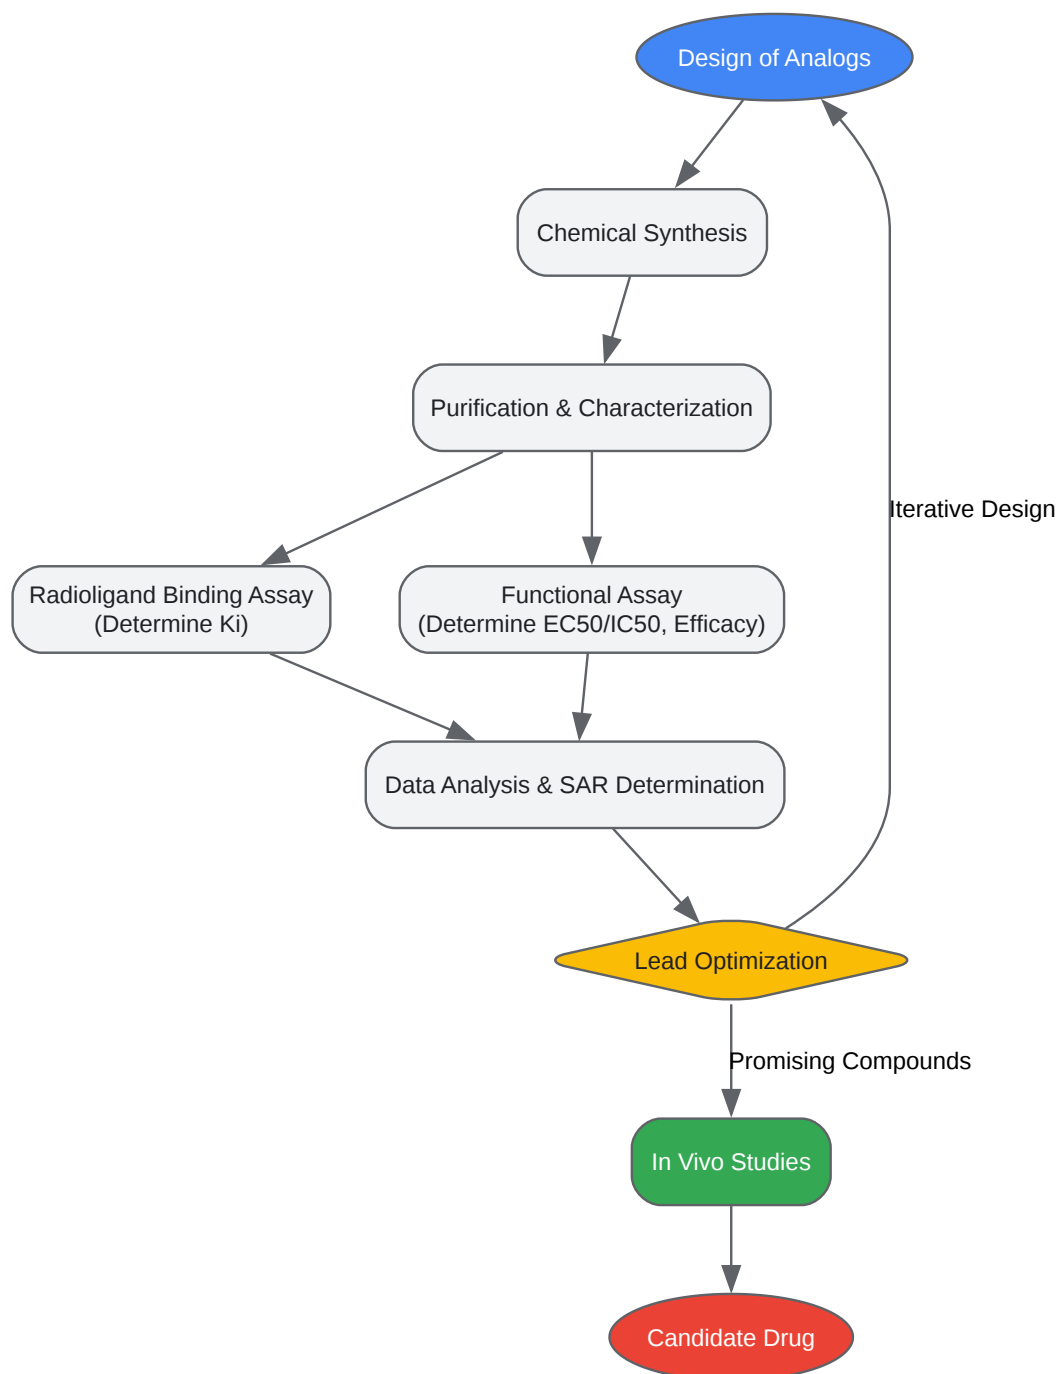 Design of Analogs
Chemical Synthesis
Purification & Characterization
Iterative Design
Radioligand Binding Assay
(Determine Ki)
Functional Assay
(Determine EC50/IC50, Efficacy)
Data Analysis & SAR Determination
Lead Optimization
Promising Compounds
In Vivo Studies
Candidate Drug